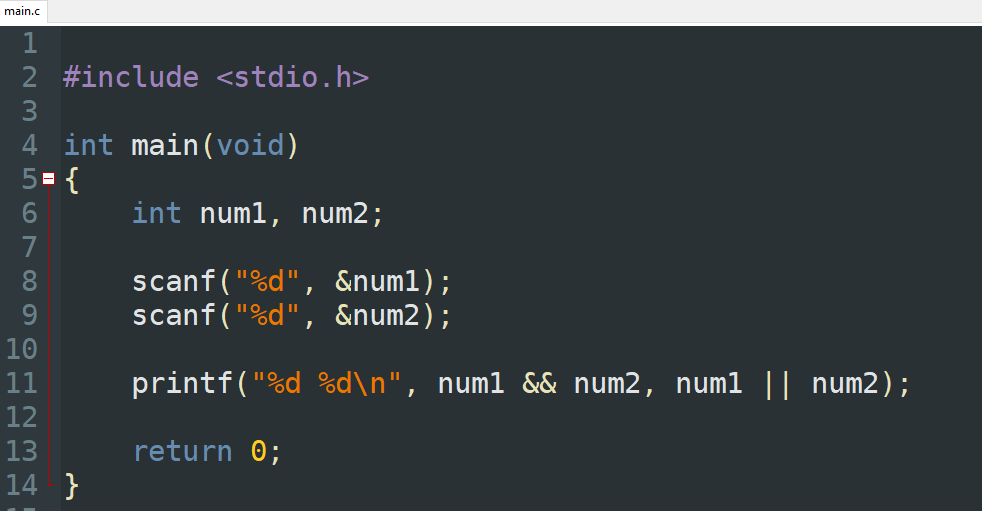 main.c
1
2 #include <stdio.h>
3
4 int main(void)
5 {
6     int num1, num2;
7
8     scanf("%d", &num1);
9     scanf("%d", &num2);
10
11     printf("%d %d\n", num1 && num2, num1 || num2);
12
13     return 0;
14 }